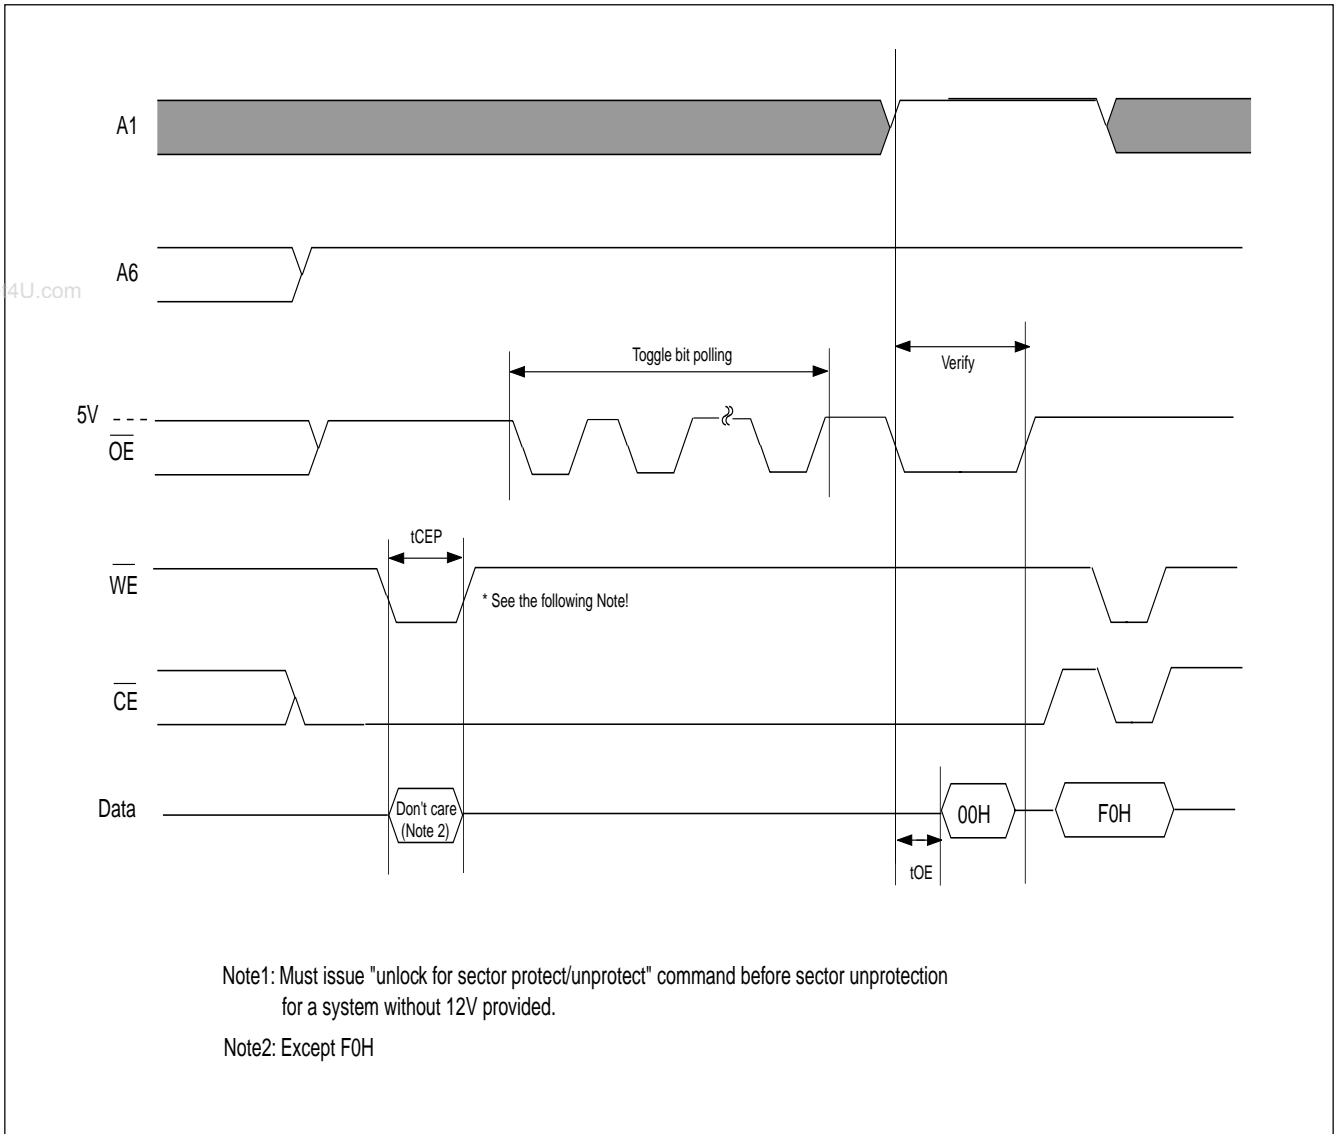 A1
A6
t4U.com
Toggle bit polling
Verify
5V
OE
tCEP
WE
* See the following Note!
CE
Data
Don't care
(Note 2)
00H
F0H
tOE
Note1: Must issue "unlock for sector protect/unprotect" command before sector unprotection
for a system without 12V provided.
Note2: Except F0H